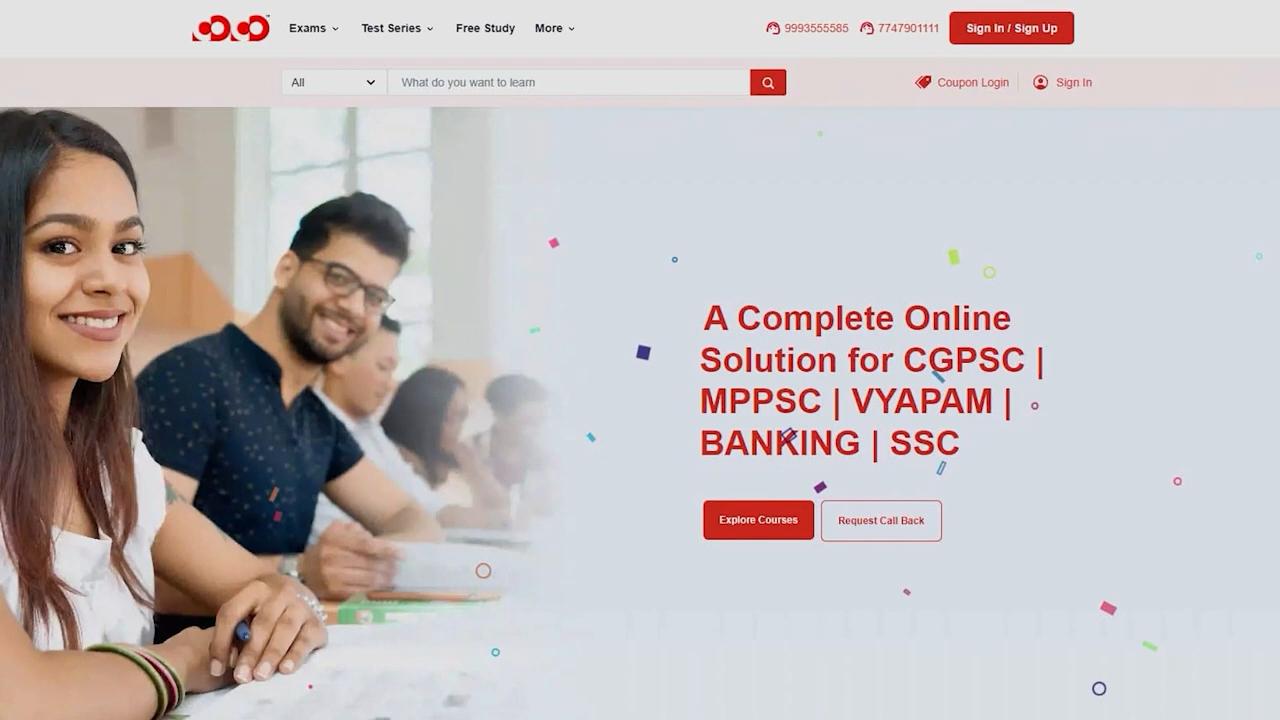 Exams
Test Series
Free Study
More
9993555585
7747901111
Sign In / Sign Up
All
What do you want to learn
Coupon Login
Sign In
A Complete Online
Solution for CGPSC |
MPPSC | VYAPAM |
BANKING | SSC
Explore Courses
Request Call Back